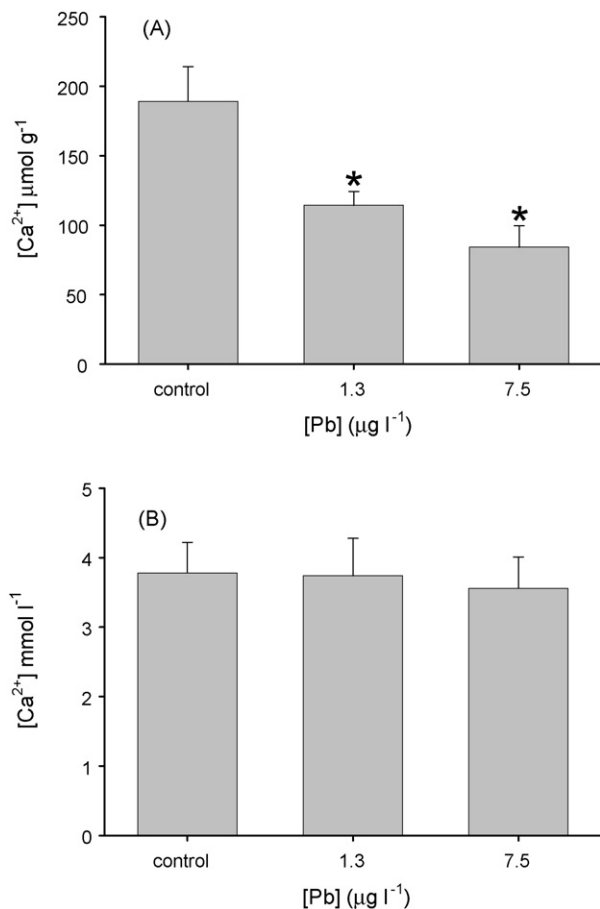 (A)
[Ca²⁺] μmol g⁻¹
250
200
150
100
50
0
* *
control 1.3 7.5
[Pb] (μg l⁻¹)
(B)
[Ca²⁺] mmol l⁻¹
5
4
3
2
1
0
control 1.3 7.5
[Pb] (μg l⁻¹)